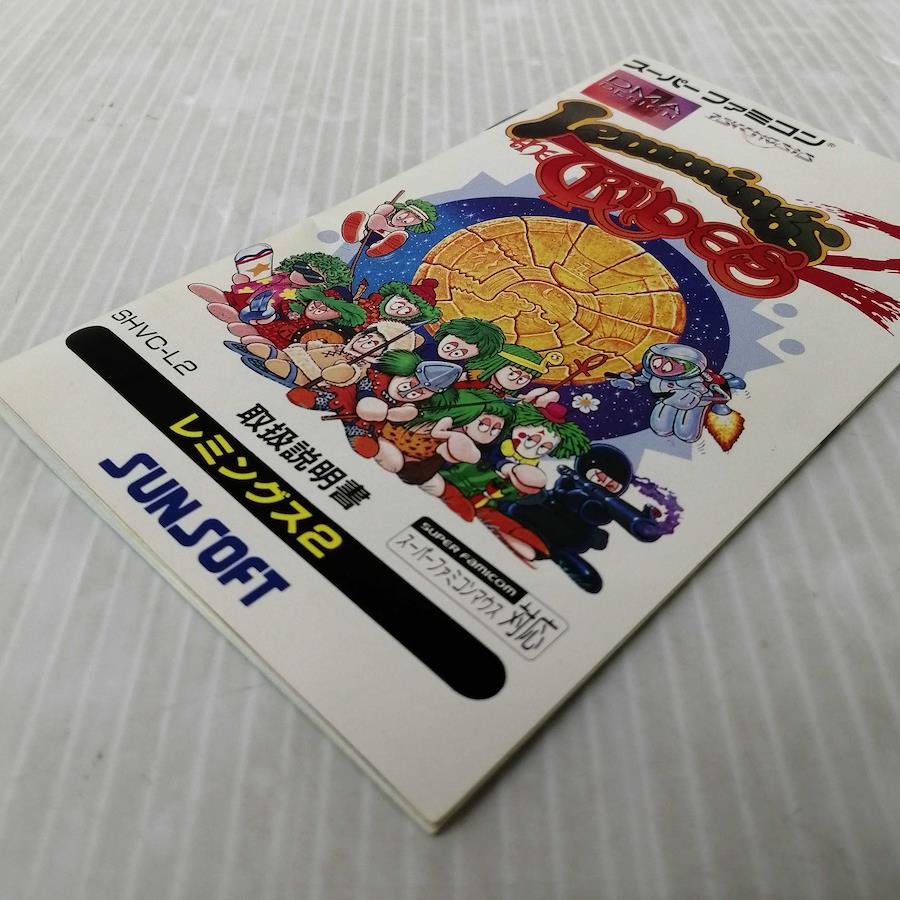 スーパーファミコン®
DMA
DESIGN
Lemmings 2
the TRIBES
SHVC-L2
取扱説明書
レミングス2
SUNSOFT
SUPER FAMICOM
スーパーファミコンマウス 対応